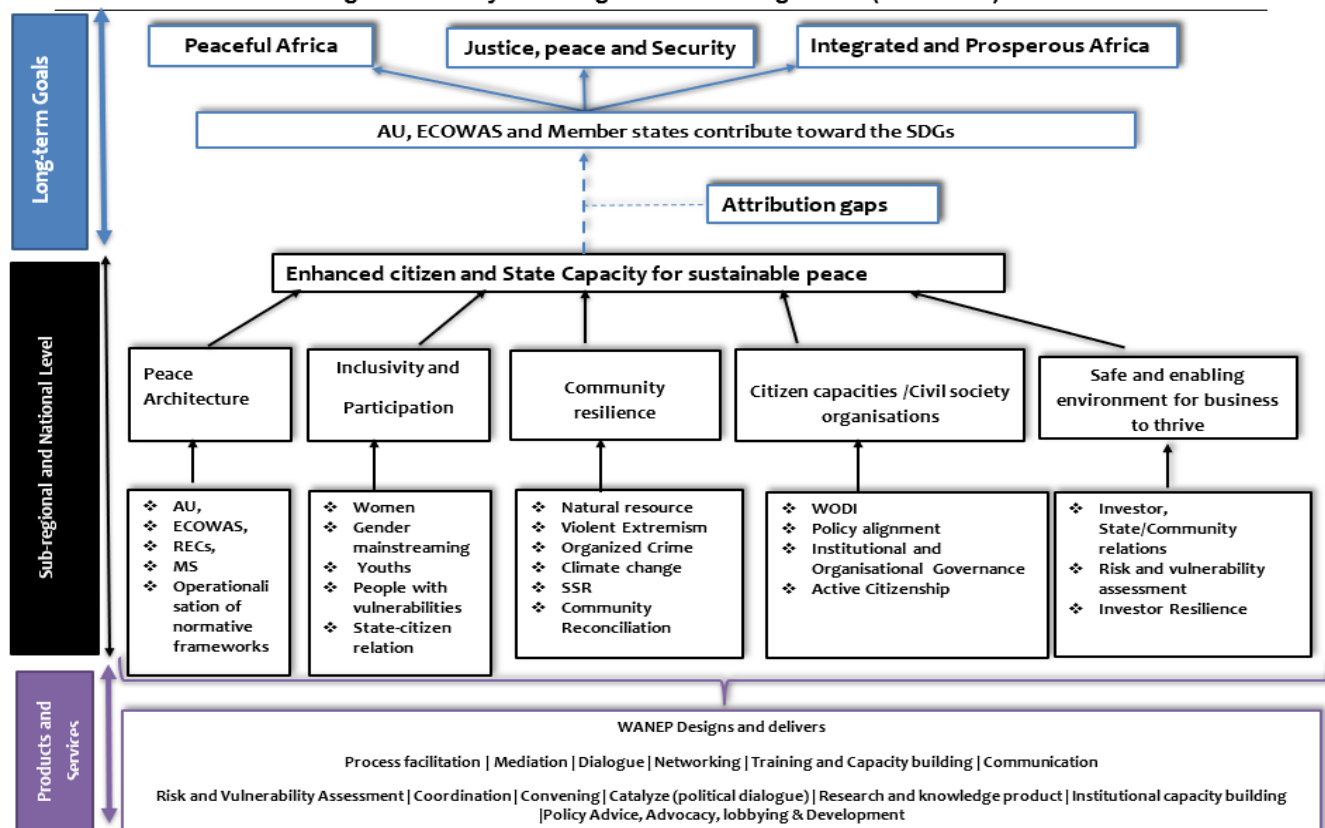 Peaceful Africa
Justice, peace and Security
Integrated and Prosperous Africa
AU, ECOWAS and Member states contribute toward the SDGs
Attribution gaps
Long-term Goals
Enhanced citizen and State Capacity for sustainable peace
Sub-regional and National Level
Peace
Architecture
Inclusivity and
Participation
Community
resilience
Citizen capacities /Civil society
organisations
Safe and enabling
environment for business
to thrive
❖ AU,
❖ ECOWAS,
❖ RECs,
❖ MS
❖ Operationali
sation of
normative
frameworks
❖ Women
❖ Gender
mainstreaming
❖ Youths
❖ People with
vulnerabilities
❖ State-citizen
relation
❖ Natural resource
❖ Violent Extremism
❖ Organized Crime
❖ Climate change
❖ SSR
❖ Community
Reconciliation
❖ WODI
❖ Policy alignment
❖ Institutional and
Organisational Governance
❖ Active Citizenship
❖ Investor,
State/Community
relations
❖ Risk and vulnerability
assessment
❖ Investor Resilience
Products and
Services
WANEP Designs and delivers
Process facilitation | Mediation | Dialogue | Networking | Training and Capacity building | Communication
Risk and Vulnerability Assessment | Coordination | Convening | Catalyze (political dialogue) | Research and knowledge product | Institutional capacity building
|Policy Advice, Advocacy, lobbying & Development